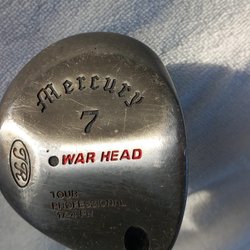 Mercury
7
WAR HEAD
TOUR
PROFESSIONAL